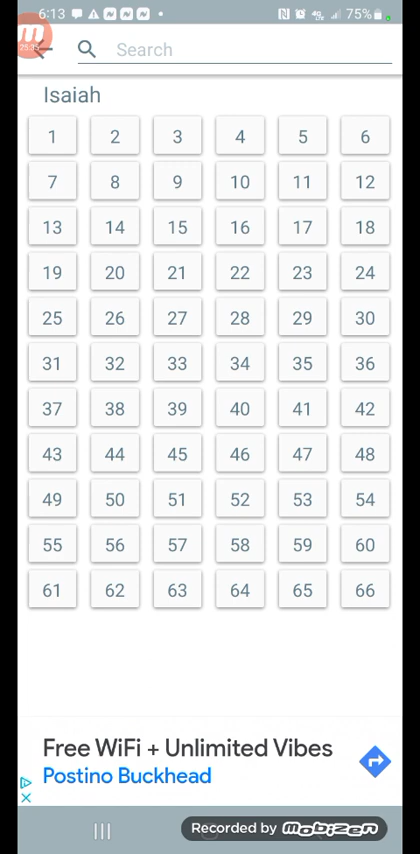 6:13 75%
25:35
Search
Isaiah
1 2 3 4 5 6
7 8 9 10 11 12
13 14 15 16 17 18
19 20 21 22 23 24
25 26 27 28 29 30
31 32 33 34 35 36
37 38 39 40 41 42
43 44 45 46 47 48
49 50 51 52 53 54
55 56 57 58 59 60
61 62 63 64 65 66
Free WiFi + Unlimited Vibes
Postino Buckhead
Recorded by mobizen